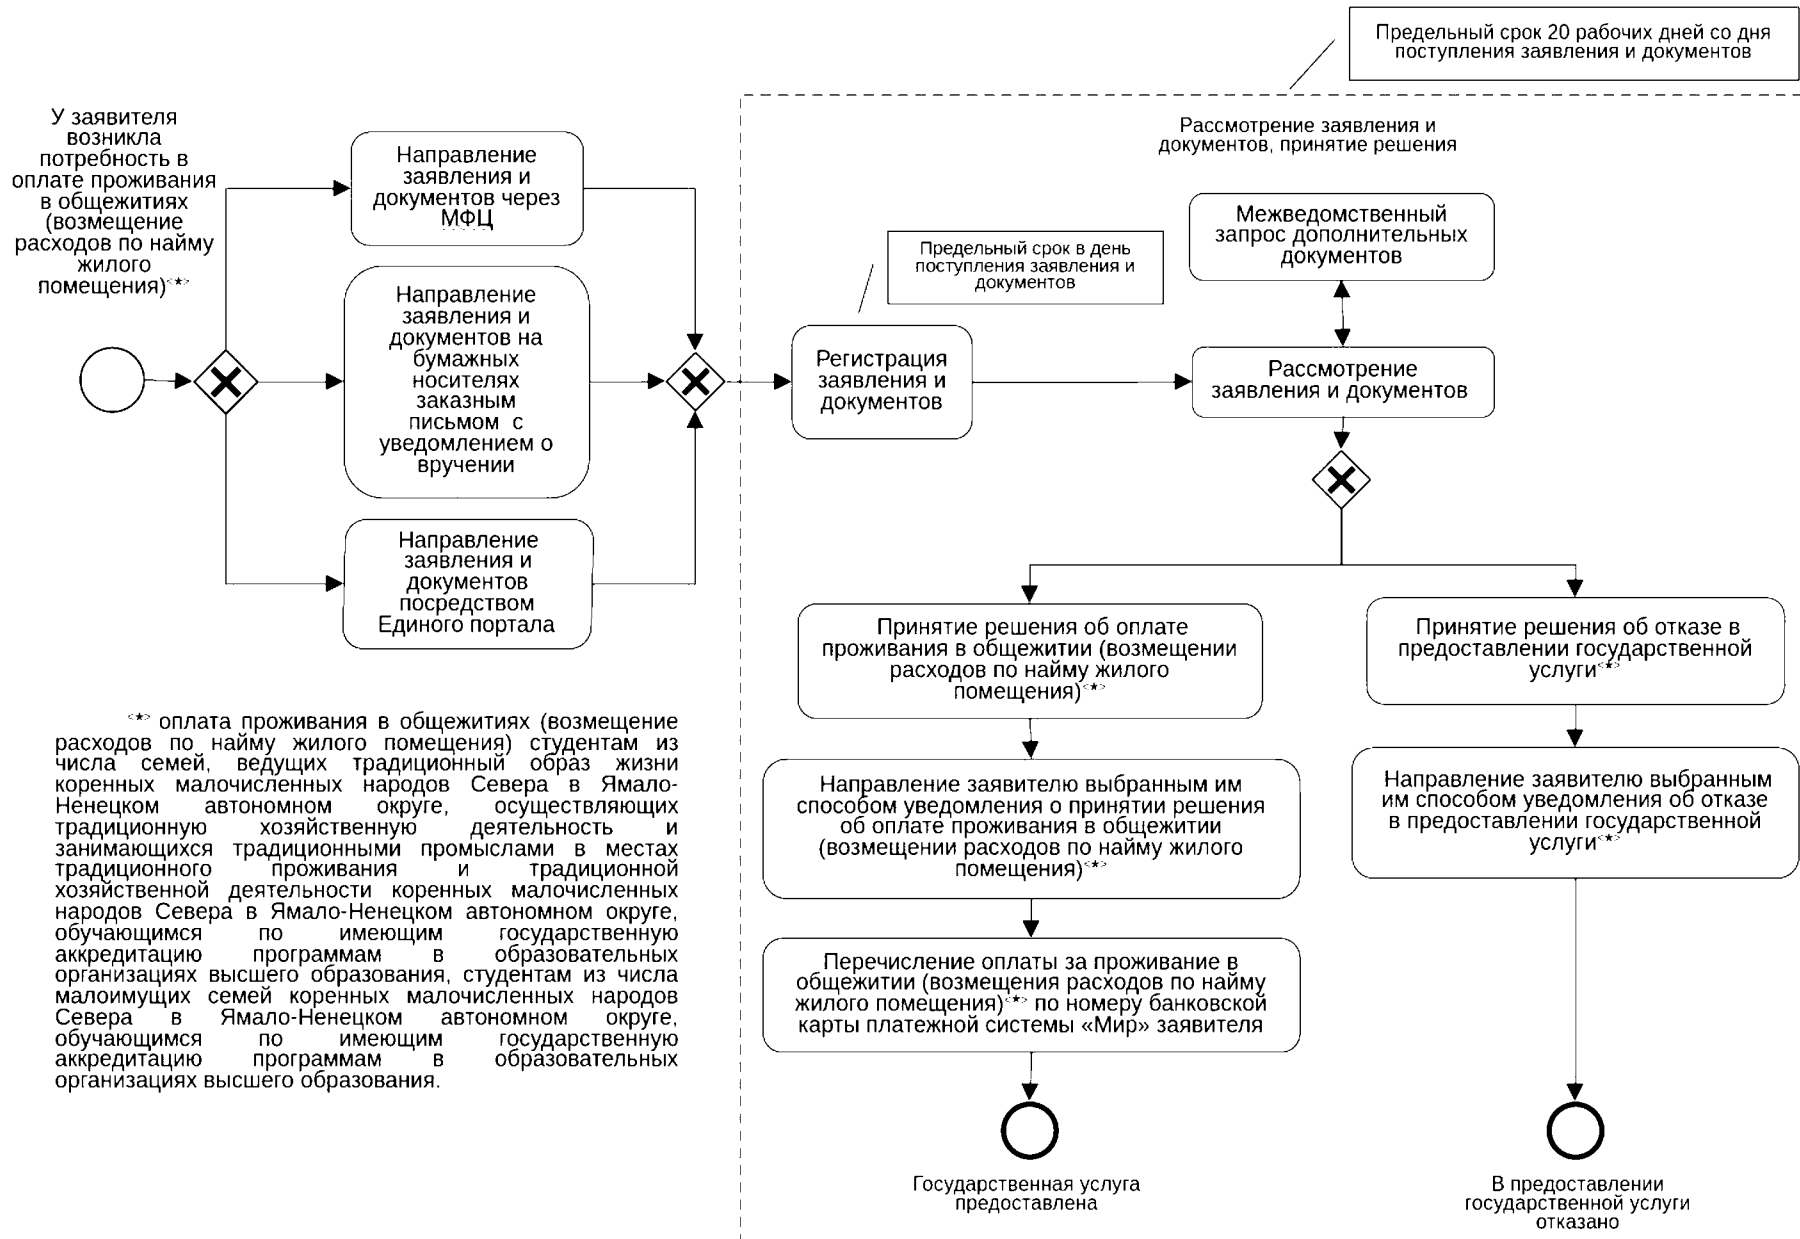 Предельный срок 20 рабочих дней со дня
поступления заявления и документов
У заявителя
возникла
потребность в
оплате проживания
в общежитиях
(возмещение
расходов по найму
жилого
помещения)<*>
Направление
заявления и
документов через
МФЦ
Направление
заявления и
документов на
бумажных
носителях
заказным
письмом с
уведомлением о
вручении
Направление
заявления и
документов
посредством
Единого портала
Рассмотрение заявления и
документов, принятие решения
Предельный срок в день
поступления заявления и
документов
Регистрация
заявления и
документов
Межведомственный
запрос дополнительных
документов
Рассмотрение
заявления и документов
Принятие решения об оплате
проживания в общежитии (возмещении
расходов по найму жилого
помещения)<*>
Принятие решения об отказе в
предоставлении государственной
услуги<*>
Направление заявителю выбранным им
способом уведомления о принятии решения
об оплате проживания в общежитии
(возмещении расходов по найму жилого
помещения)<*>
Направление заявителю выбранным
им способом уведомления об отказе
в предоставлении государственной
услуги<*>
Перечисление оплаты за проживание в
общежитии (возмещения расходов по найму
жилого помещения)<*> по номеру банковской
карты платежной системы «Мир» заявителя
Государственная услуга
предоставлена
В предоставлении
государственной услуги
отказано
<*> оплата проживания в общежитиях (возмещение
расходов по найму жилого помещения) студентам из
числа семей, ведущих традиционный образ жизни
коренных малочисленных народов Севера в Ямало-
Ненецком автономном округе, осуществляющих
традиционную хозяйственную деятельность и
занимающихся традиционными промыслами в местах
традиционного проживания и традиционной
хозяйственной деятельности коренных малочисленных
народов Севера в Ямало-Ненецком автономном округе,
обучающимся по имеющим государственную
аккредитацию программам в образовательных
организациях высшего образования, студентам из числа
малоимущих семей коренных малочисленных народов
Севера в Ямало-Ненецком автономном округе,
обучающимся по имеющим государственную
аккредитацию программам в образовательных
организациях высшего образования.